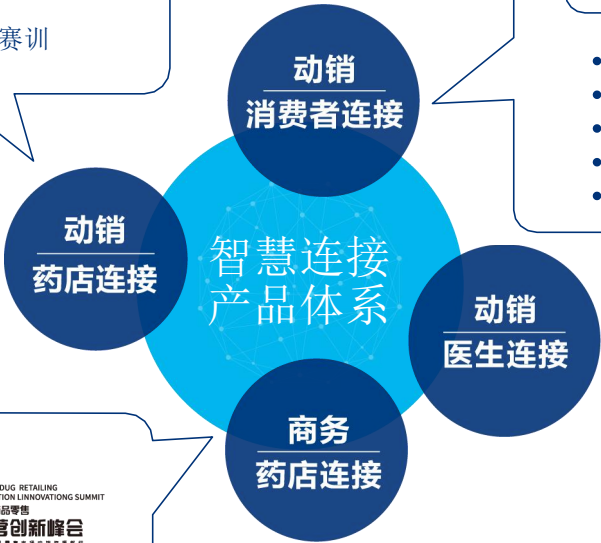 赛训
动销
消费者连接
动销
药店连接
智慧连接
产品体系
动销
医生连接
商务
药店连接
DUG RETAILING
TION LINNOVATIONG SUMMIT
品零售
营创新峰会